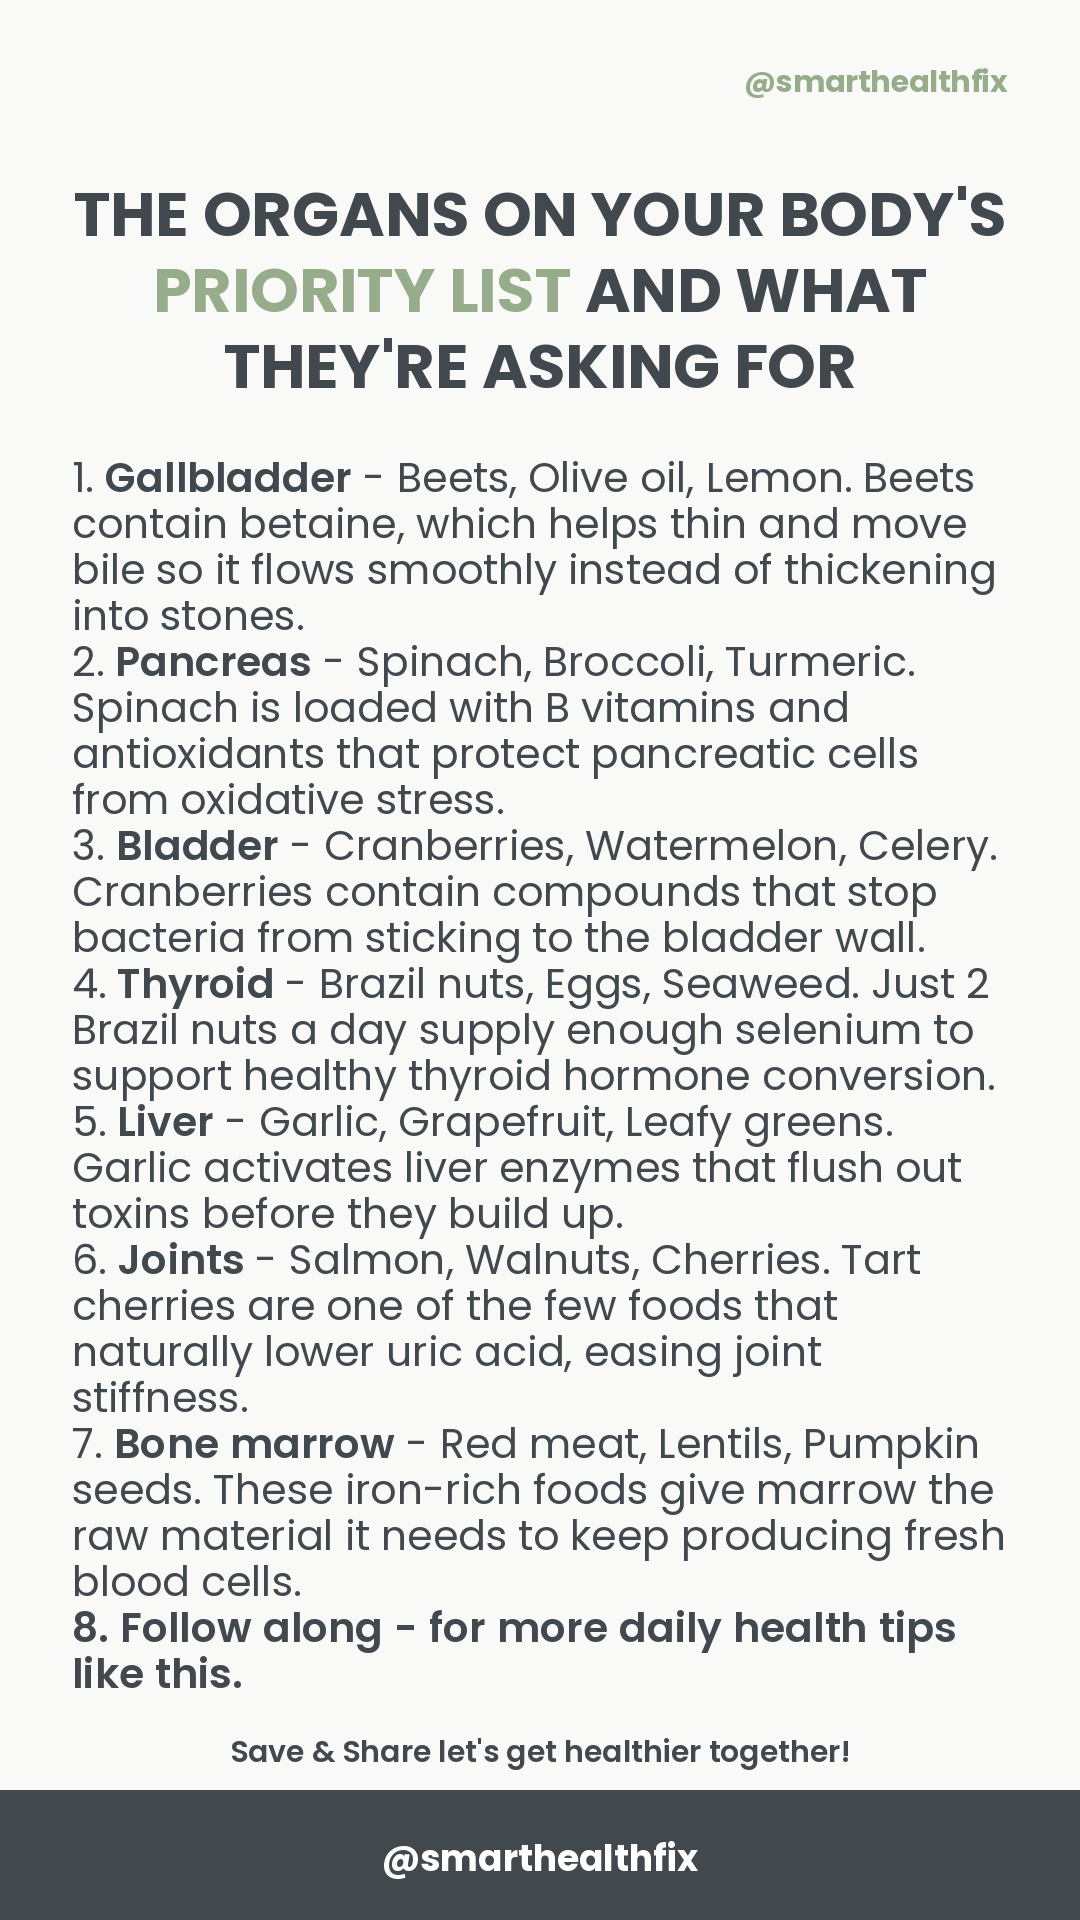 @smarthealthfix
THE ORGANS ON YOUR BODY'S
PRIORITY LIST AND WHAT
THEY'RE ASKING FOR
1. Gallbladder - Beets, Olive oil, Lemon. Beets
contain betaine, which helps thin and move
bile so it flows smoothly instead of thickening
into stones.
2. Pancreas - Spinach, Broccoli, Turmeric.
Spinach is loaded with B vitamins and
antioxidants that protect pancreatic cells
from oxidative stress.
3. Bladder - Cranberries, Watermelon, Celery.
Cranberries contain compounds that stop
bacteria from sticking to the bladder wall.
4. Thyroid - Brazil nuts, Eggs, Seaweed. Just 2
Brazil nuts a day supply enough selenium to
support healthy thyroid hormone conversion.
5. Liver - Garlic, Grapefruit, Leafy greens.
Garlic activates liver enzymes that flush out
toxins before they build up.
6. Joints - Salmon, Walnuts, Cherries. Tart
cherries are one of the few foods that
naturally lower uric acid, easing joint
stiffness.
7. Bone marrow - Red meat, Lentils, Pumpkin
seeds. These iron-rich foods give marrow the
raw material it needs to keep producing fresh
blood cells.
8. Follow along - for more daily health tips
like this.
Save & Share let's get healthier together!
@smarthealthfix